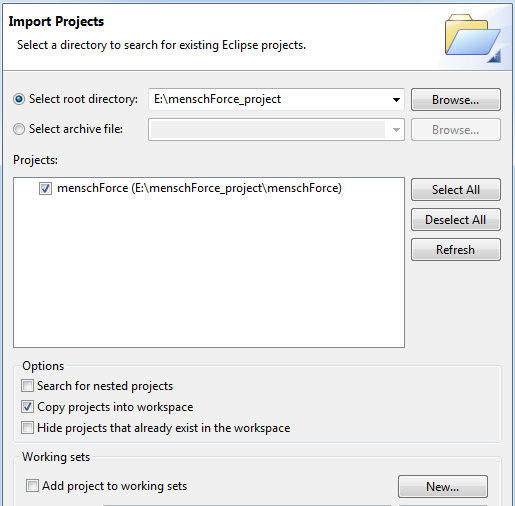 Import Projects
Select a directory to search for existing Eclipse projects.
Select root directory: E:\menschForce_project Browse...
Select archive file: Browse...
Projects:
menschForce (E:\menschForce_project\menschForce) Select All
Deselect All
Refresh
Options
Search for nested projects
Copy projects into workspace
Hide projects that already exist in the workspace
Working sets
Add project to working sets New...